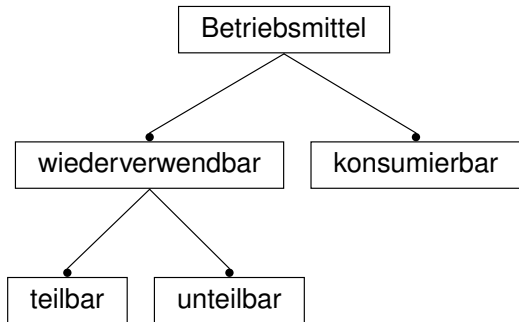 Betriebsmittel
wiederverwendbar
konsumierbar
teilbar
unteilbar